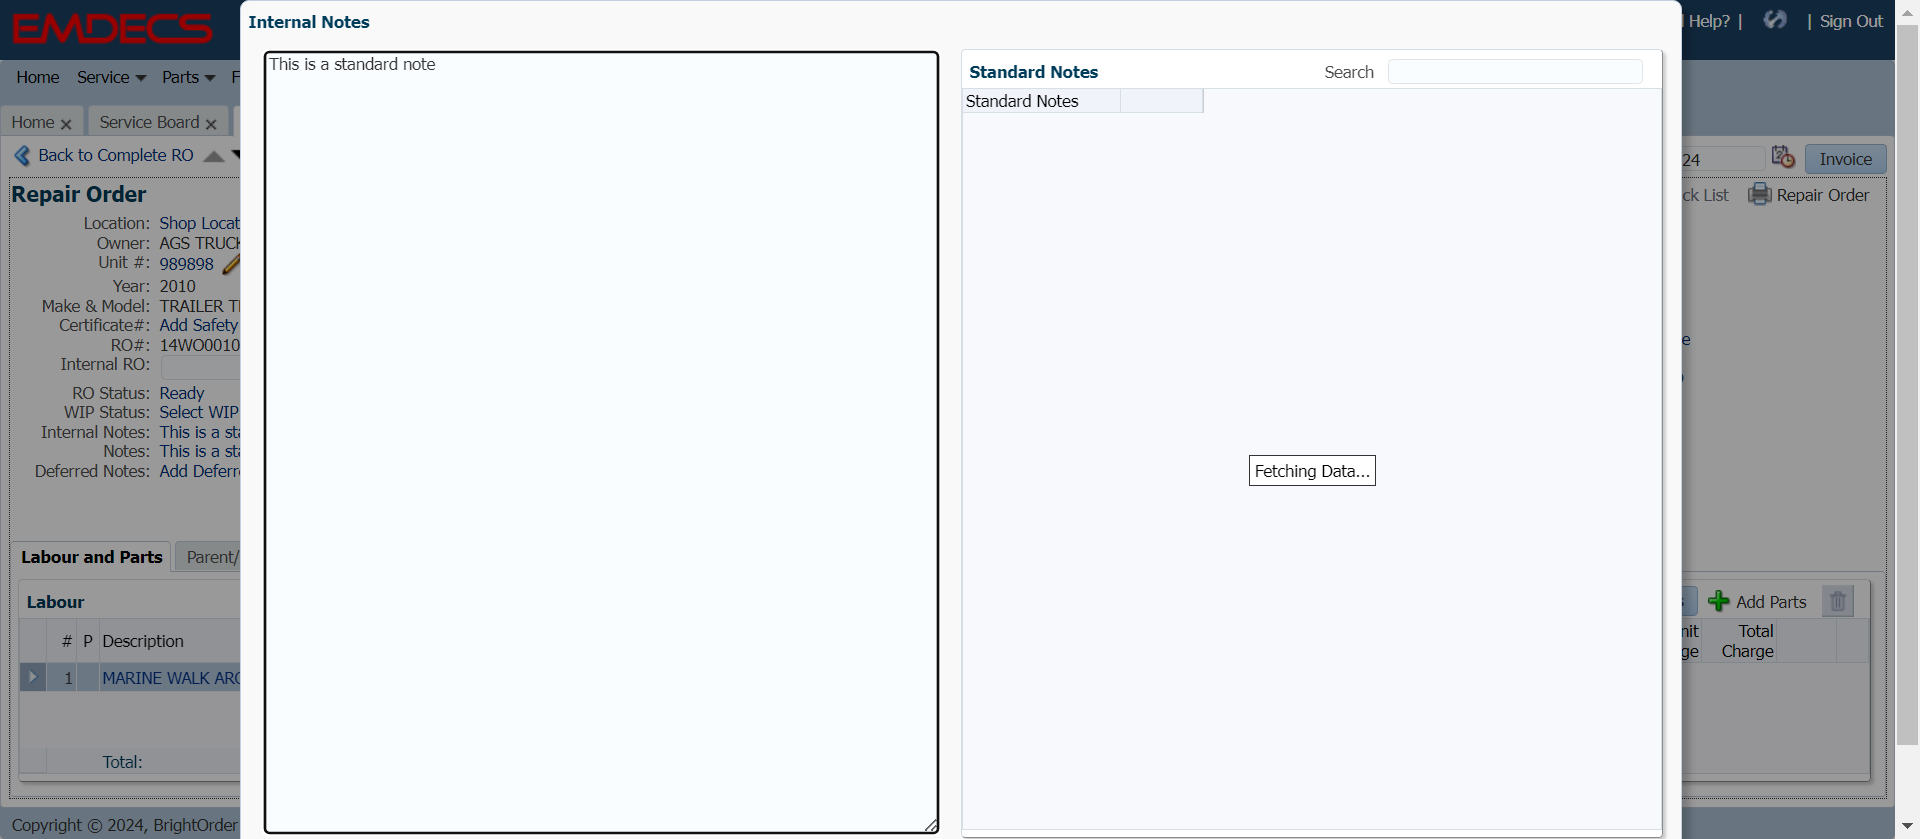 EMDECS
Help? |
| Sign Out
Home Service Parts F
Home Service Board
Back to Complete RO
24
Invoice
Repair Order
ck List
Repair Order
Location: Shop Locat
Owner: AGS TRUCK
Unit #: 989898
Year: 2010
Make & Model: TRAILER T
Certificate#: Add Safety
RO#: 14WO0010
Internal RO:
RO Status: Ready
WIP Status: Select WIP
Internal Notes: This is a sta
Notes: This is a sta
Deferred Notes: Add Deferr
Internal Notes
This is a standard note
Standard Notes
Search
Standard Notes
Fetching Data...
e
Labour and Parts Parent/
Labour
# P Description
1 MARINE WALK ARO
Total:
Add Parts
nit
ge
Total
Charge
Copyright © 2024, BrightOrder